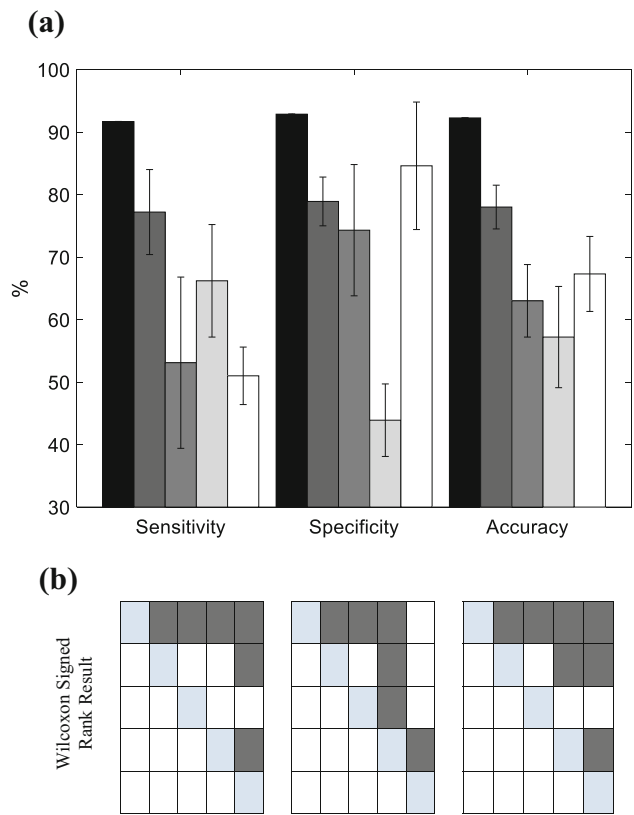 (a)
100
90
80
70
60
50
40
30
%
Sensitivity Specificity Accuracy
(b)
Wilcoxon Signed
Rank Result